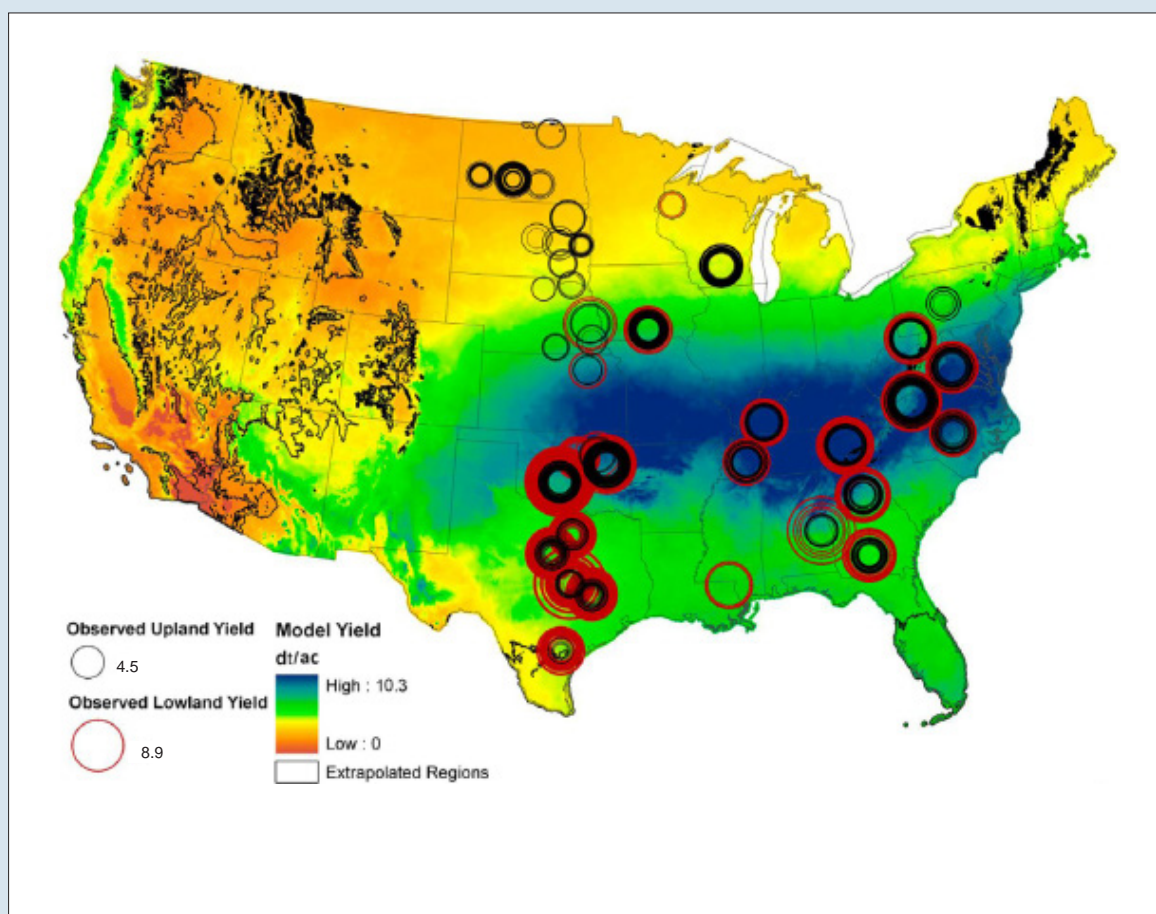 Observed Upland Yield
4.5
Observed Lowland Yield
8.9
Model Yield
dt/ac
High : 10.3
Low : 0
Extrapolated Regions